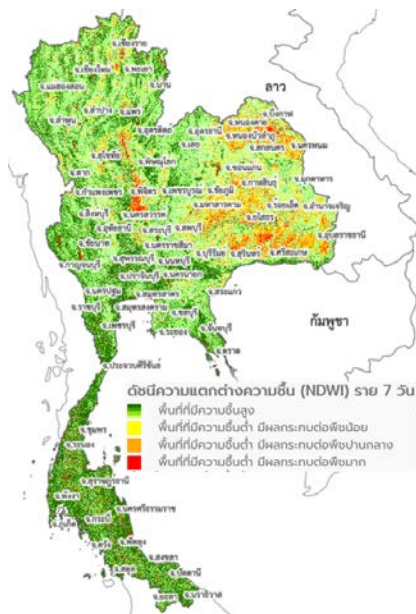 จ.เชียงราย
จ.เชียงใหม่
จ.พะเยา
จ.แม่ฮ่องสอน
จ.น่าน
ลาว
จ.ลำปาง
จ.แพร่
จ.บึงกาฬ
จ.ลำพูน
จ.หนองคาย
จ.อุตรดิตถ์
จ.อุดรธานี
จ.หนองบัวลำภู
จ.เลย
จ.สกลนคร
จ.นครพนม
จ.สุโขทัย
จ.พิษณุโลก
จ.ตาก
จ.ขอนแก่น
จ.กาฬสินธุ์
จ.มุกดาหาร
จ.กำแพงเพชร
จ.พิจิตร
จ.เพชรบูรณ์
จ.ชัยภูมิ
จ.มหาสารคาม
จ.ร้อยเอ็ด
จ.อำนาจเจริญ
จ.สิงห์บุรี
จ.นครสวรรค์
จ.ยโสธร
จ.อุทัยธานี
จ.สระบุรี
จ.ลพบุรี
จ.อุบลราชธานี
จ.ชัยนาท
จ.นครราชสีมา
จ.บุรีรัมย์
จ.สุรินทร์
จ.ศรีสะเกษ
จ.กาญจนบุรี
จ.สุพรรณบุรี
จ.นนทบุรี
จ.ปราจีนบุรี
จ.นครนายก
จ.นครปฐม
จ.สมุทรสาคร
จ.สระแก้ว
จ.ราชบุรี
จ.สมุทรสงคราม
จ.ชลบุรี
กัมพูชา
จ.เพชรบุรี
จ.ระยอง
จ.จันทบุรี
จ.ตราด
จ.ประจวบคีรีขันธ์
ดัชนีความแตกต่างความชื้น (NDWI) ราย 7 วัน
พื้นที่ที่มีความชื้นสูง
พื้นที่ที่มีความชื้นต่ำ มีผลกระทบต่อพืชน้อย
พื้นที่ที่มีความชื้นต่ำ มีผลกระทบต่อพืชปานกลาง
พื้นที่ที่มีความชื้นต่ำ มีผลกระทบต่อพืชมาก
จ.ชุมพร
จ.ระนอง
จ.สุราษฎร์ธานี
จ.พังงา
จ.นครศรีธรรมราช
จ.ภูเก็ต
จ.กระบี่
จ.ตรัง
จ.พัทลุง
จ.สงขลา
จ.สตูล
จ.ปัตตานี
จ.ยะลา
จ.นราธิวาส